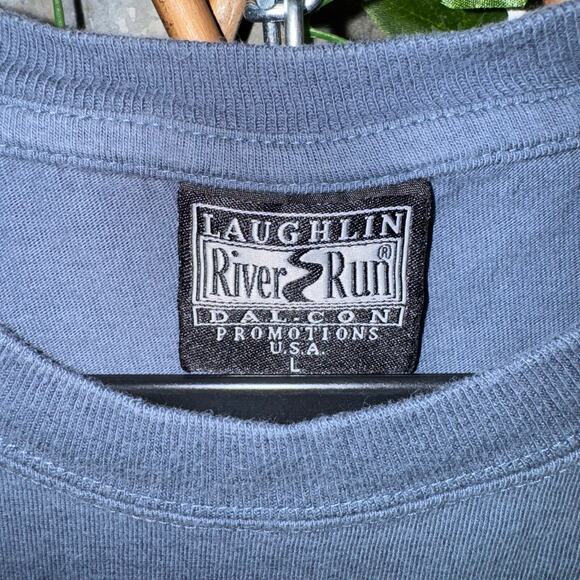 LAUGHLIN
River Run®
DAL-CON
PROMOTIONS
U.S.A.
L